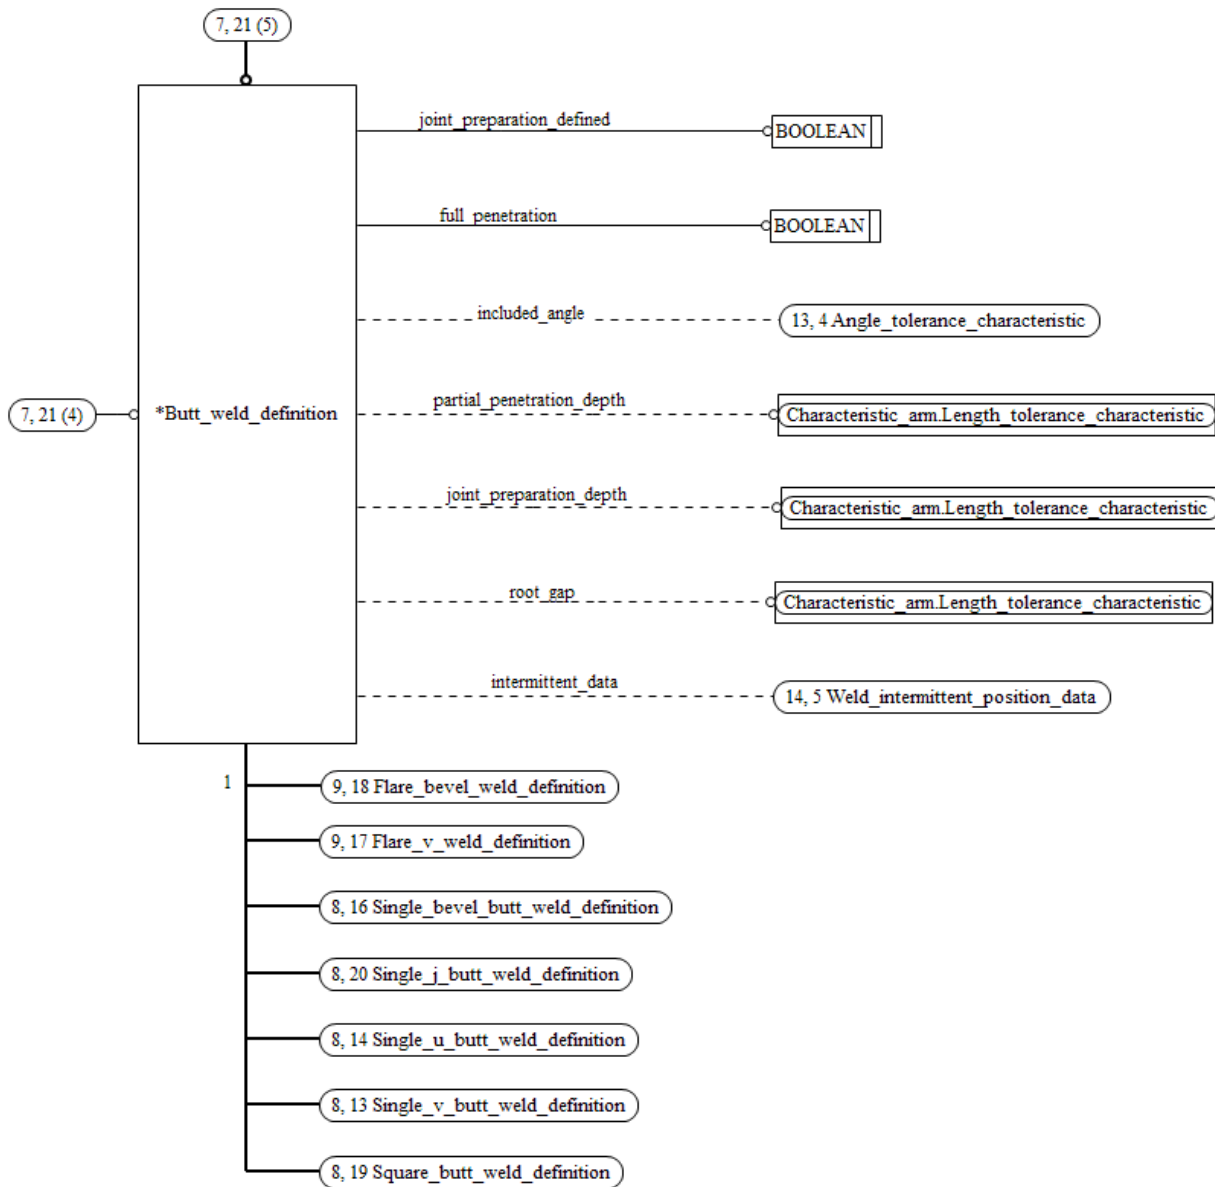 7, 21 (5)
joint_preparation_defined
BOOLEAN
full_penetration
BOOLEAN
included_angle
13, 4 Angle_tolerance_characteristic
7, 21 (4)
*Butt_weld_definition
partial_penetration_depth
Characteristic_arm.Length_tolerance_characteristic
joint_preparation_depth
Characteristic_arm.Length_tolerance_characteristic
root_gap
Characteristic_arm.Length_tolerance_characteristic
intermittent_data
14, 5 Weld_intermittent_position_data
1
9, 18 Flare_bevel_weld_definition
9, 17 Flare_v_weld_definition
8, 16 Single_bevel_butt_weld_definition
8, 20 Single_j_butt_weld_definition
8, 14 Single_u_butt_weld_definition
8, 13 Single_v_butt_weld_definition
8, 19 Square_butt_weld_definition